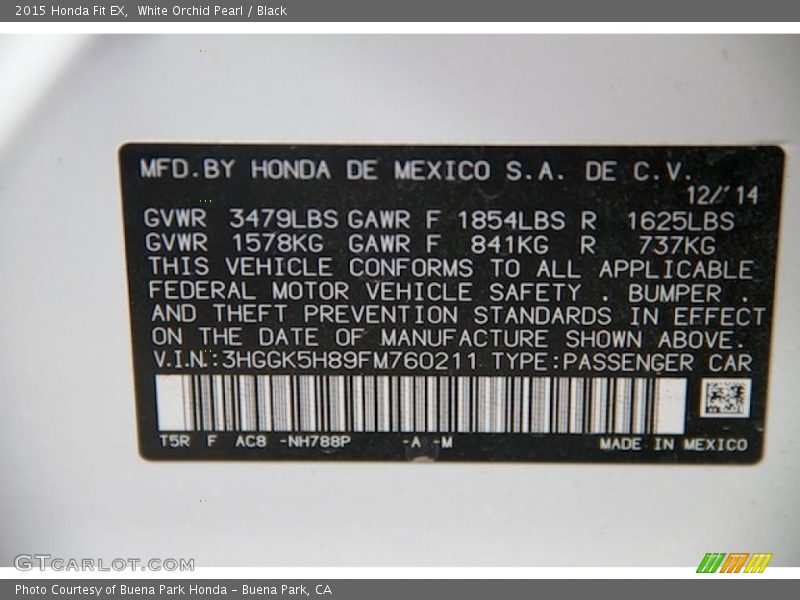 2015 Honda Fit EX,  White Orchid Pearl / Black
MFD.BY HONDA DE MEXICO S.A. DE C.V.
12/14
GVWR 3479LBS GAWR F 1854LBS R 1625LBS
GVWR 1578KG GAWR F 841KG R 737KG
THIS VEHICLE CONFORMS TO ALL APPLICABLE
FEDERAL MOTOR VEHICLE SAFETY . BUMPER .
AND THEFT PREVENTION STANDARDS IN EFFECT
ON THE DATE OF MANUFACTURE SHOWN ABOVE.
V.I.N.:3HGGK5H89FM760211 TYPE:PASSENGER CAR
T5R F AC8 -NH788P -A -M MADE IN MEXICO
GTCARLOT.COM
Photo Courtesy of Buena Park Honda – Buena Park, CA